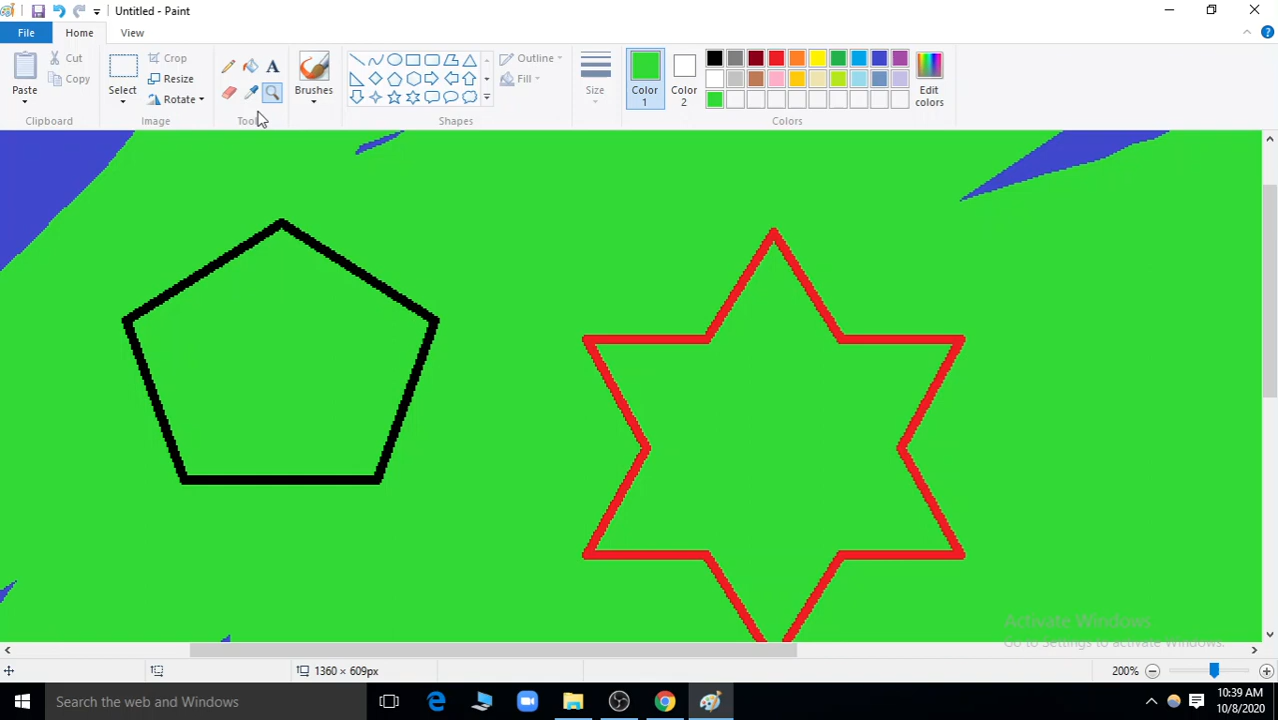 Untitled - Paint
File
Home
View
Paste
Cut
Copy
Clipboard
Select
Crop
Resize
Rotate
Image
A
Tools
Brushes
Outline
Fill
Shapes
Size
Color
1
Color
2
Edit
colors
Colors
Activate Windows
Go to Settings to activate Windows.
1360 × 609px
200%
Search the web and Windows
10:39 AM
10/8/2020